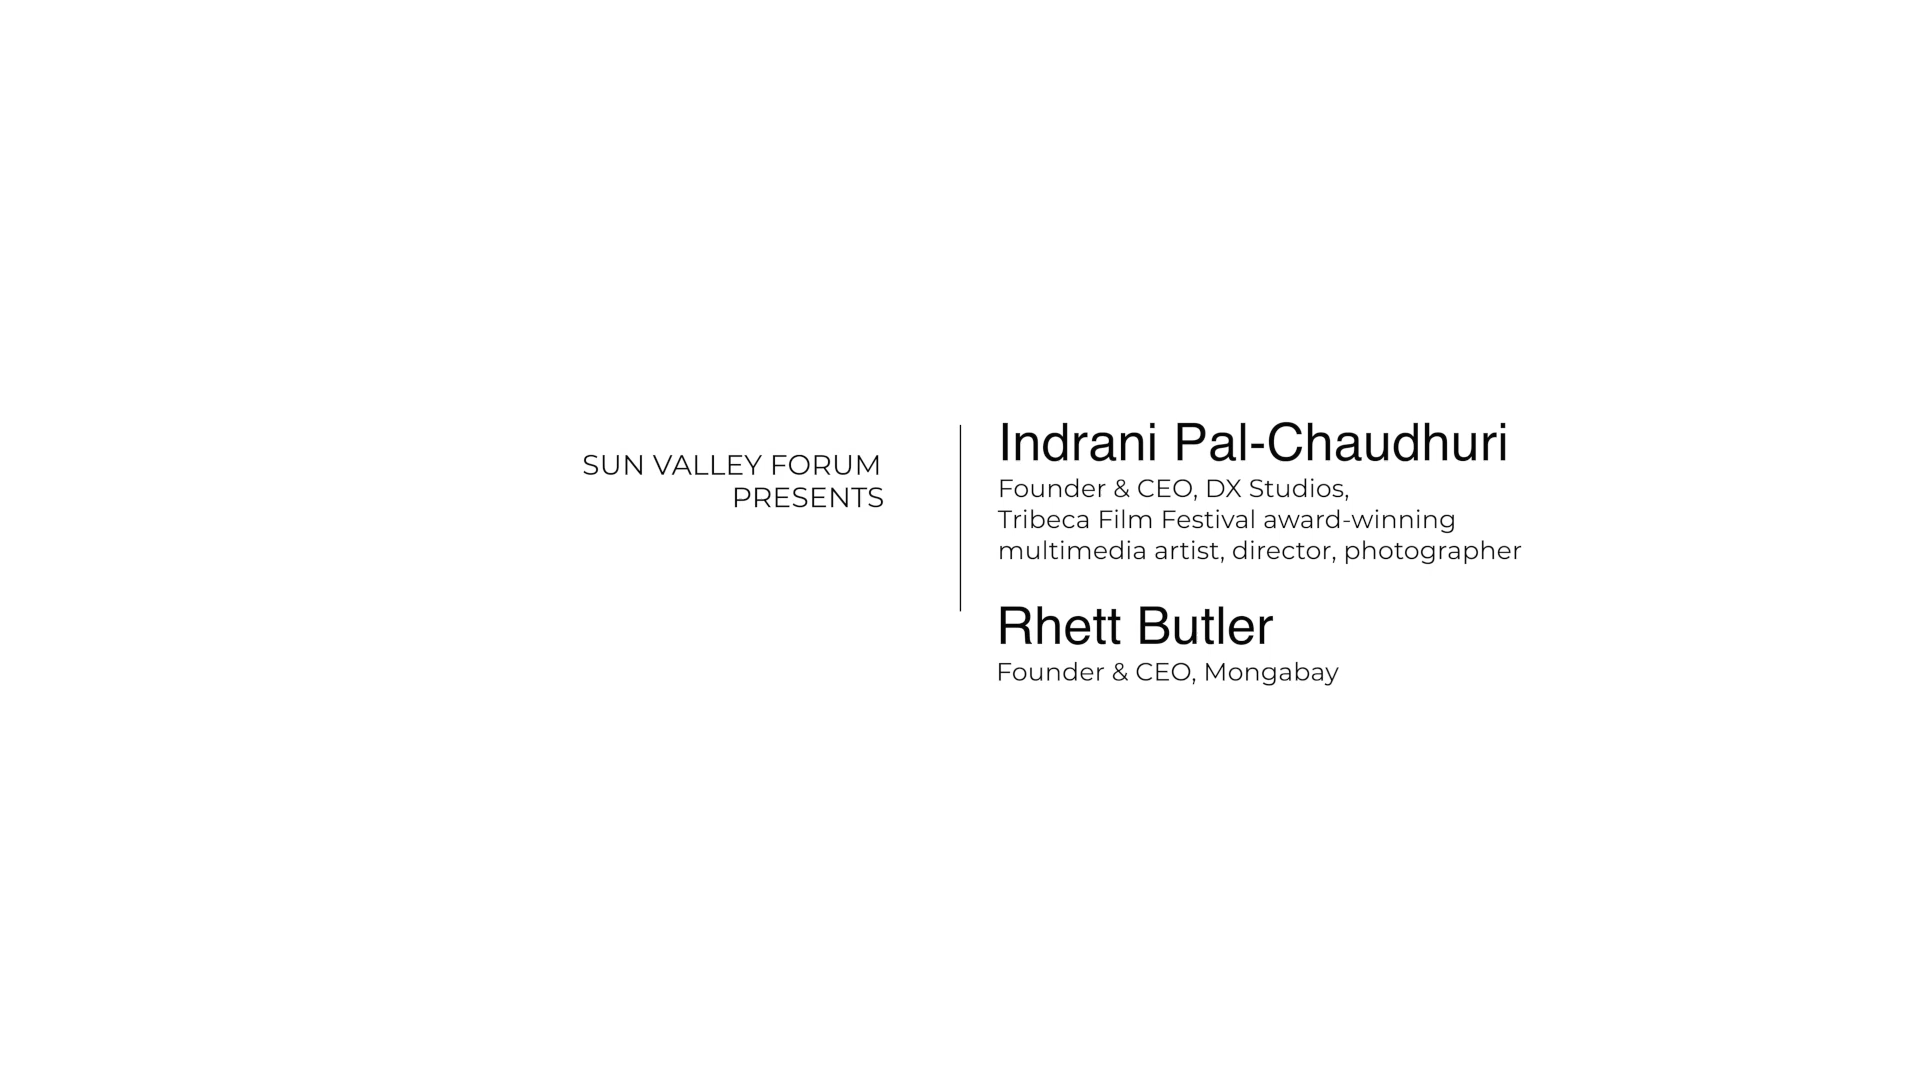 SUN VALLEY FORUM
PRESENTS
Indrani Pal-Chaudhuri
Founder & CEO, DX Studios,
Tribeca Film Festival award-winning
multimedia artist, director, photographer
Rhett Butler
Founder & CEO, Mongabay